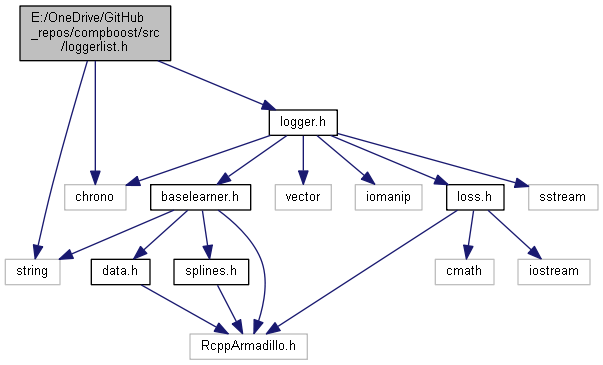 E:/OneDrive/GitHub
_repos/compboost/src
/loggerlist.h
logger.h
chrono
baselearner.h
vector
iomanip
loss.h
sstream
string
data.h
splines.h
cmath
iostream
RcppArmadillo.h